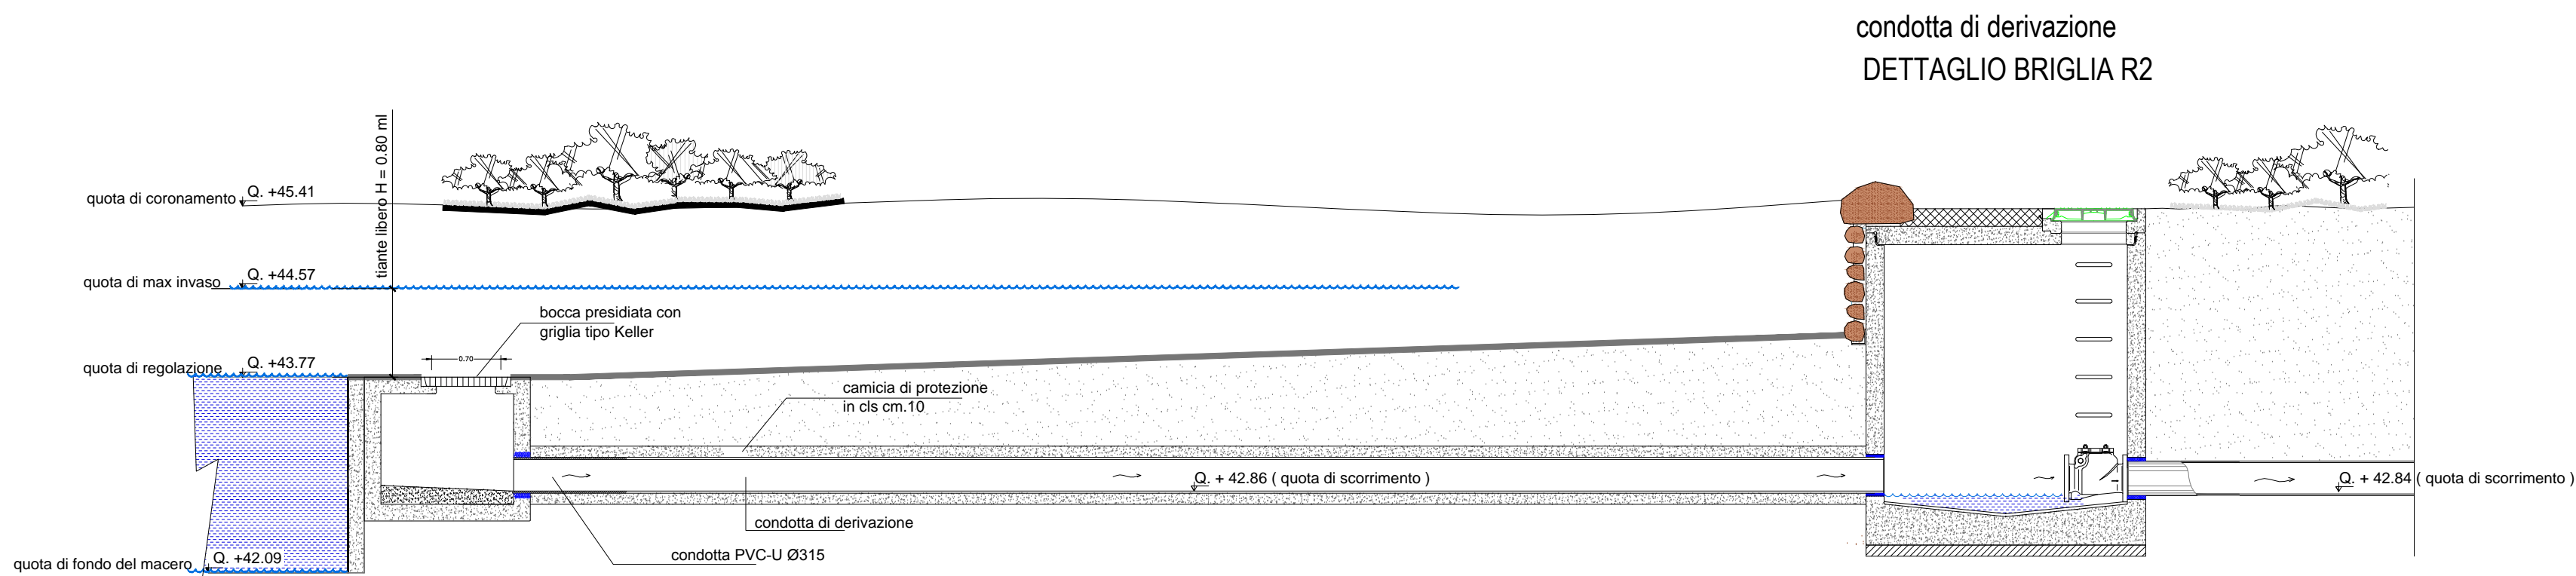 condotta di derivazione
DETTAGLIO BRIGLIA R2
tiante libero H = 0.80 ml
quota di coronamento Q. +45.41
quota di max invaso Q. +44.57
bocca presidiata con
griglia tipo Keller
quota di regolazione Q. +43.77
0.70
camicia di protezione
in cls cm.10
Q. + 42.86 ( quota di scorrimento )
Q. + 42.84 ( quota di scorrimento )
condotta di derivazione
condotta PVC-U Ø315
quota di fondo del macero Q. +42.09